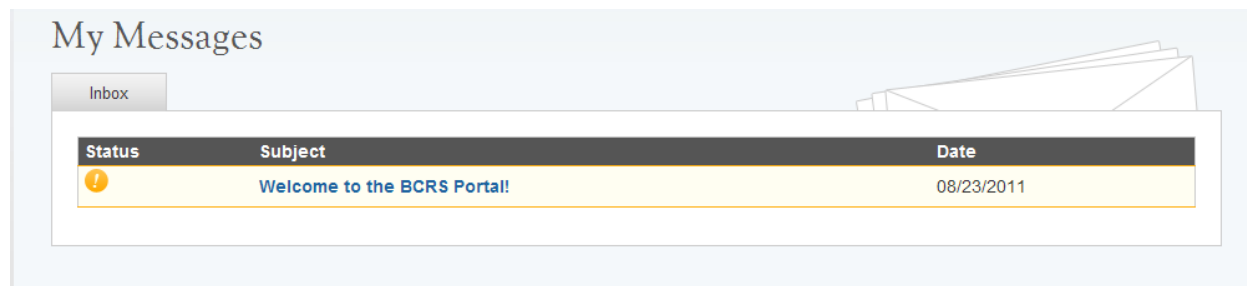 My Messages
Inbox
Status Subject Date
Welcome to the BCRS Portal! 08/23/2011